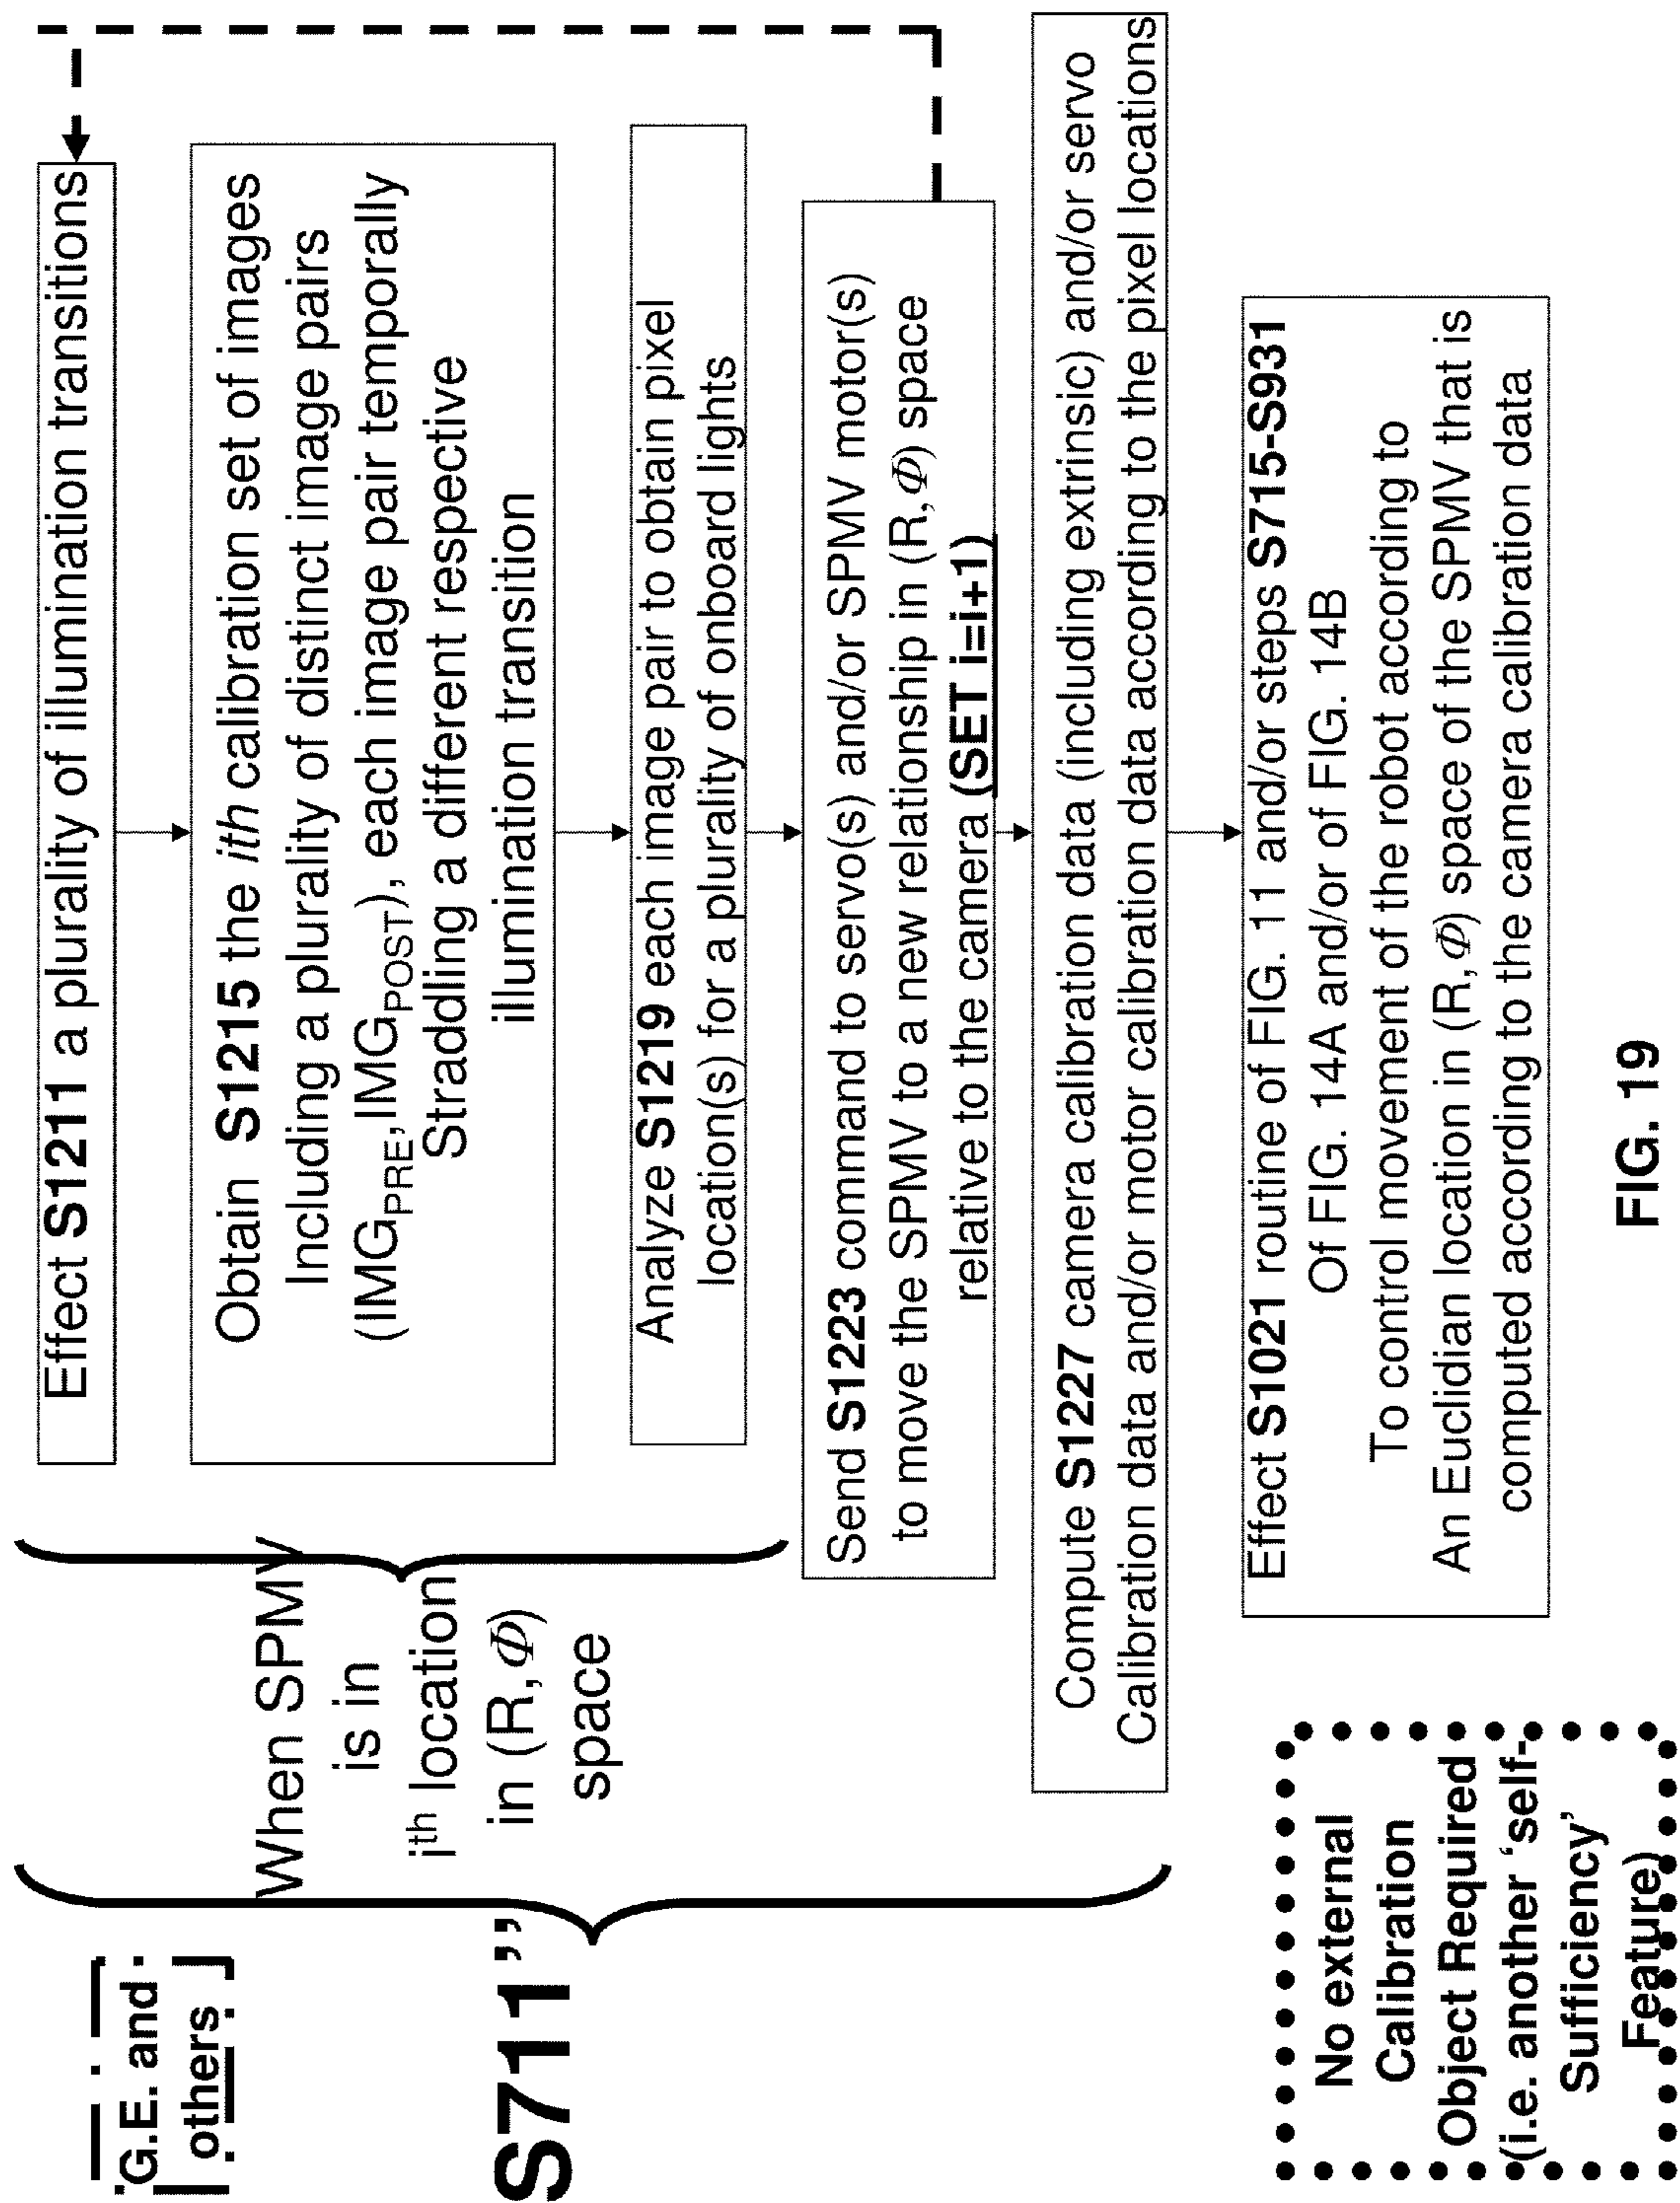 G.E. and
others
S711’’
When SPMV
is in
ith location
in (R,Φ)
space
Effect S1211 a plurality of illumination transitions
Obtain S1215 the ith calibration set of images
Including a plurality of distinct image pairs
(IMGPRE,IMGPOST), each image pair temporally
Straddling a different respective
illumination transition
Analyze S1219 each image pair to obtain pixel
location(s) for a plurality of onboard lights
Send S1223 command to servo(s) and/or SPMV motor(s)
to move the SPMV to a new relationship in (R,Φ) space
relative to the camera (SET i=i+1)
Compute S1227 camera calibration data (including extrinsic) and/or servo
Calibration data and/or motor calibration data according to the pixel locations
Effect S1021 routine of FIG. 11 and/or steps S715-S931
Of FIG. 14A and/or of FIG. 14B
To control movement of the robot according to
An Euclidian location in (R,Φ) space of the SPMV that is
computed according to the camera calibration data
No external
Calibration
Object Required
(i.e. another ‘self-
Sufficiency’
Feature)
FIG. 19